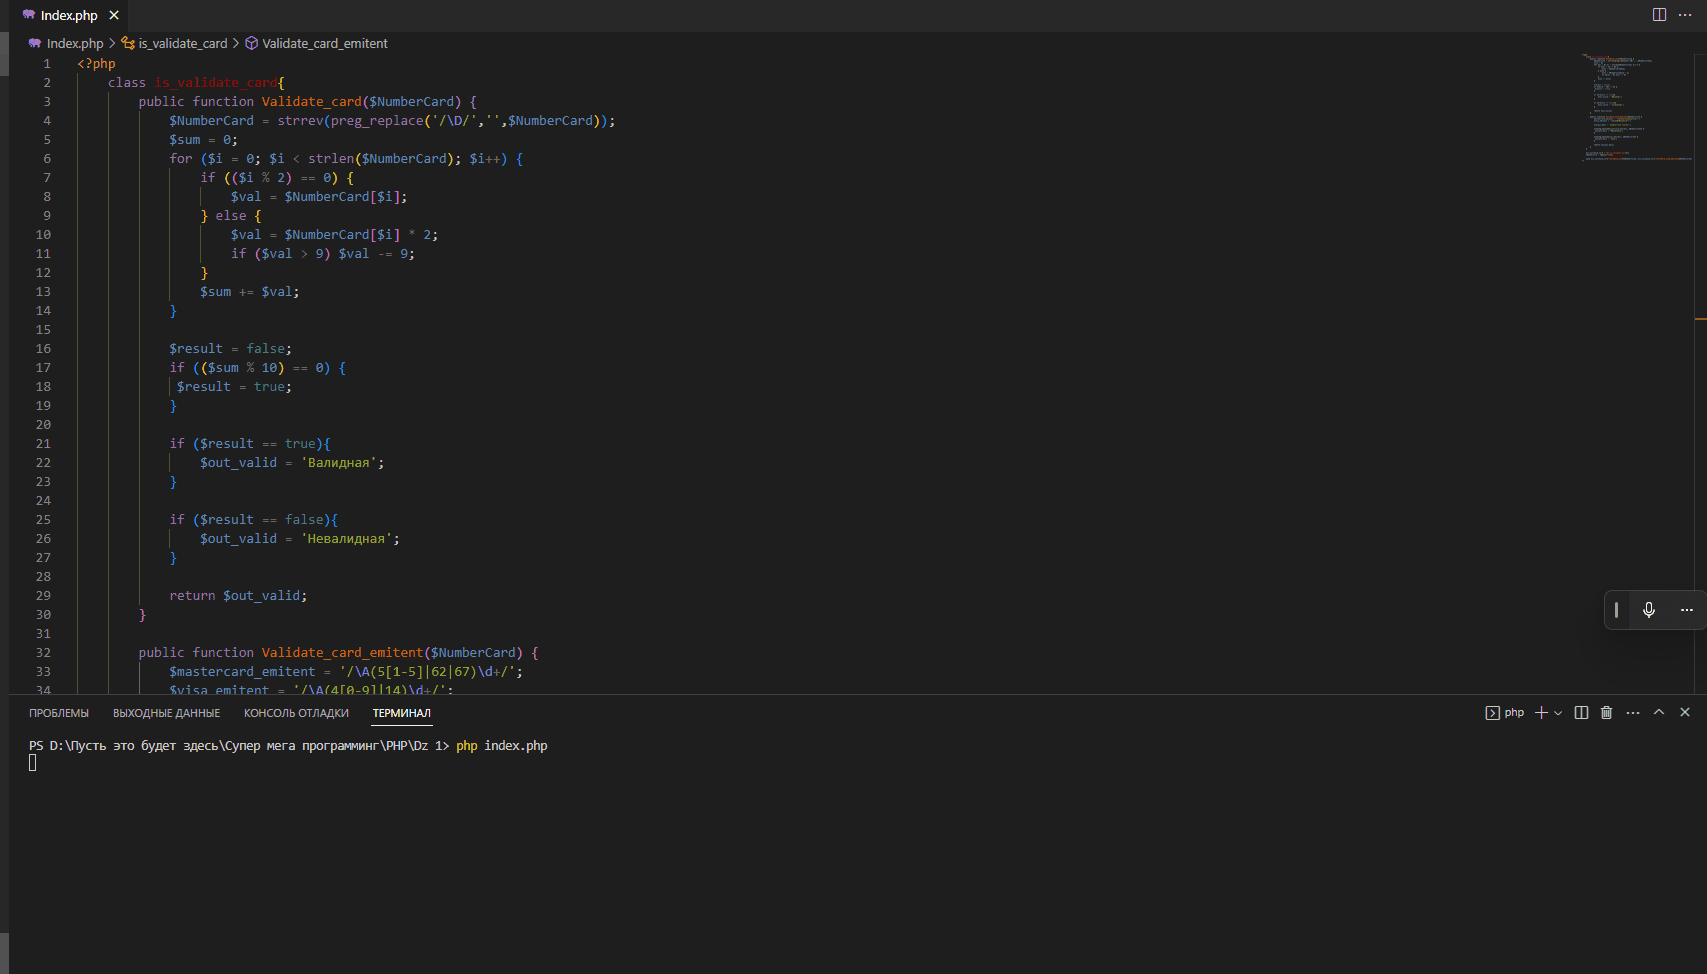 Index.php
Index.php > is_validate_card > Validate_card_emitent
1 <?php
2 class is_validate_card{
3 public function Validate_card($NumberCard) {
4 $NumberCard = strrev(preg_replace('/\D/','',$NumberCard));
5 $sum = 0;
6 for ($i = 0; $i < strlen($NumberCard); $i++) {
7 if (($i % 2) == 0) {
8 $val = $NumberCard[$i];
9 } else {
10 $val = $NumberCard[$i] * 2;
11 if ($val > 9) $val -= 9;
12 }
13 $sum += $val;
14 }
15
16 $result = false;
17 if (($sum % 10) == 0) {
18 $result = true;
19 }
20
21 if ($result == true){
22 $out_valid = 'Валидная';
23 }
24
25 if ($result == false){
26 $out_valid = 'Невалидная';
27 }
28
29 return $out_valid;
30 }
31
32 public function Validate_card_emitent($NumberCard) {
33 $mastercard_emitent = '/\A(5[1-5]|62|67)\d+/';
34 $visa_emitent = '/\A(4[0-9]|14)\d+/';
ПРОБЛЕМЫ ВЫХОДНЫЕ ДАННЫЕ КОНСОЛЬ ОТЛАДКИ ТЕРМИНАЛ php
PS D:\Пусть это будет здесь\Супер мега программинг\PHP\Dz 1> php index.php